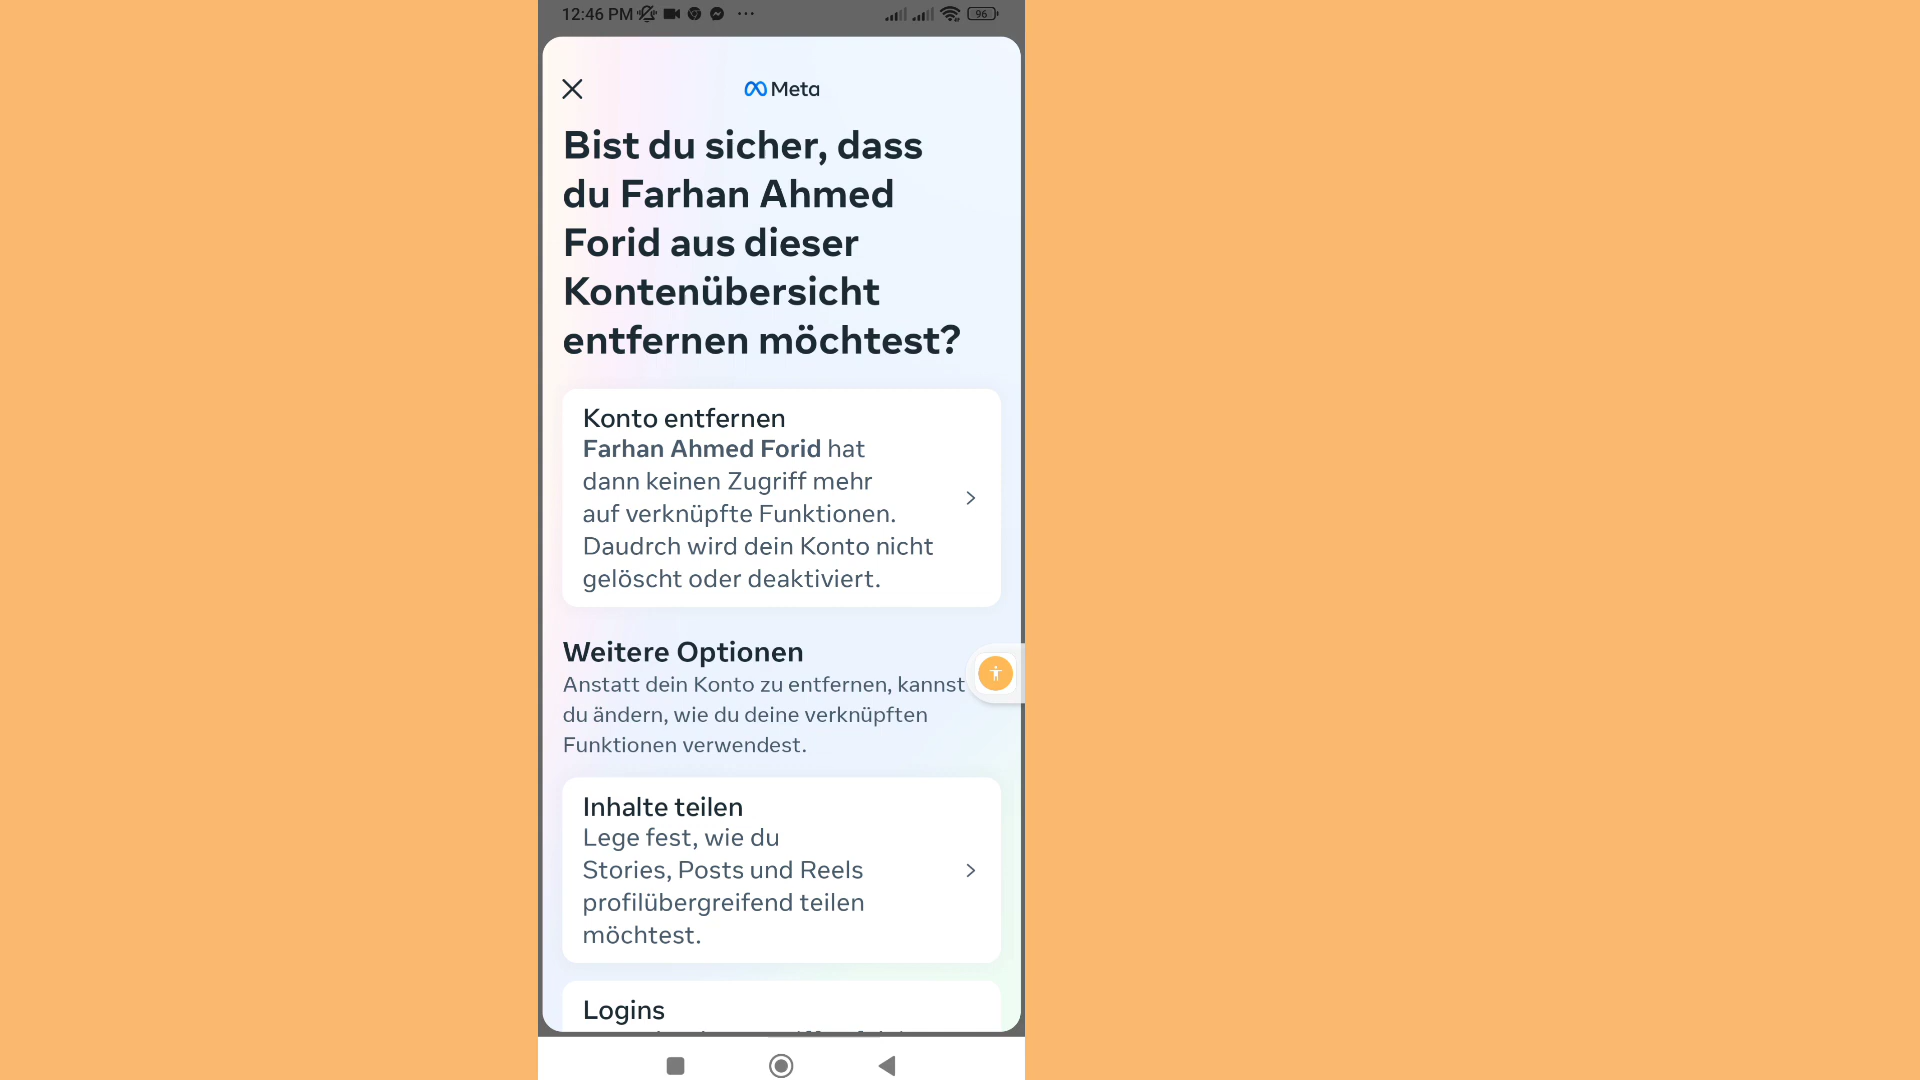 12:46 PM
96
Meta
Bist du sicher, dass
du Farhan Ahmed
Forid aus dieser
Kontenübersicht
entfernen möchtest?
Konto entfernen
Farhan Ahmed Forid hat
dann keinen Zugriff mehr
auf verknüpfte Funktionen.
Daudrch wird dein Konto nicht
gelöscht oder deaktiviert.
Weitere Optionen
Anstatt dein Konto zu entfernen, kannst
du ändern, wie du deine verknüpften
Funktionen verwendest.
Inhalte teilen
Lege fest, wie du
Stories, Posts und Reels
profilübergreifend teilen
möchtest.
Logins